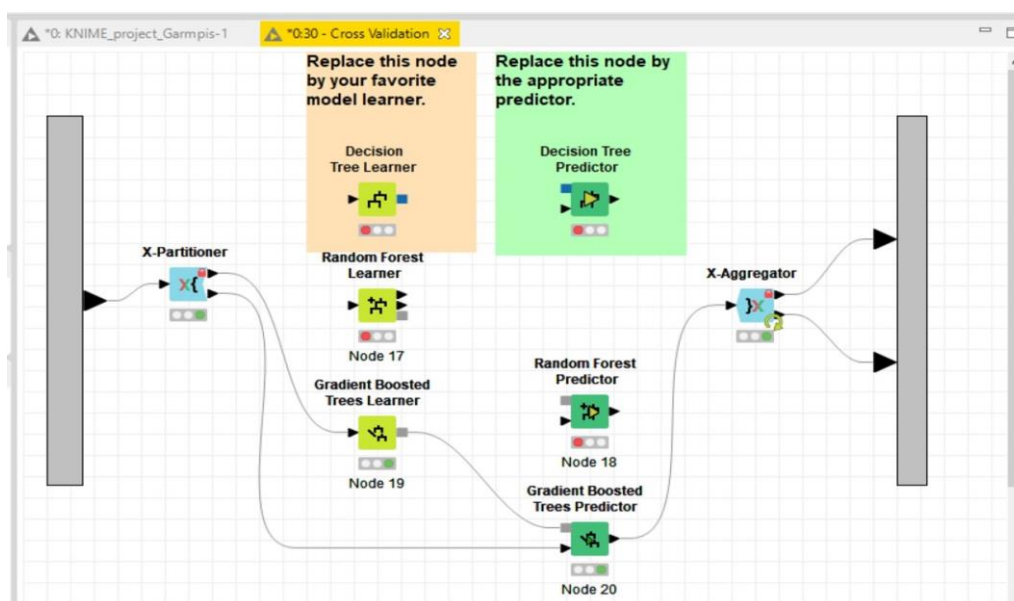 *0: KNIME_project_Garmpis-1
*0:30 - Cross Validation
Replace this node
by your favorite
model learner.
Replace this node by
the appropriate
predictor.
Decision
Tree Learner
Decision Tree
Predictor
X-Partitioner
Random Forest
Learner
Node 17
X-Aggregator
Random Forest
Predictor
Node 18
Gradient Boosted
Trees Learner
Node 19
Gradient Boosted
Trees Predictor
Node 20